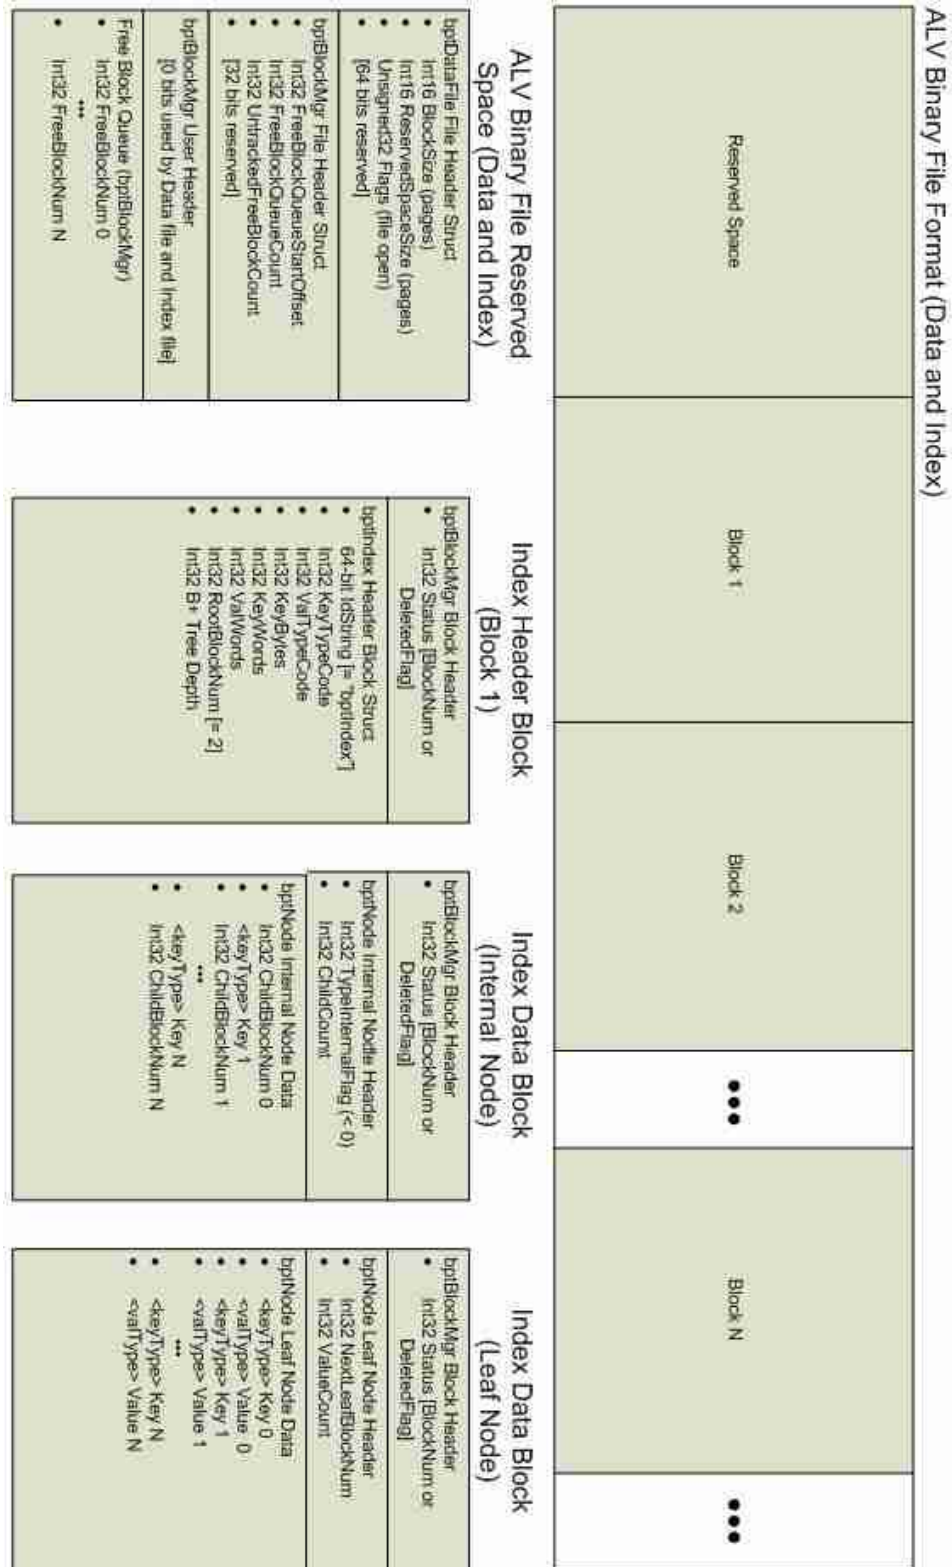 ALV Binary File Format (Data and Index)
Reserved Space
Block 1
Block 2
•••
Block N
•••
ALV Binary File Reserved
Space (Data and Index)
bptDataFile File Header Struct
• Int16 BlockSize (pages)
• Int16 ReservedSpaceSize (pages)
• Unsigned32 Flags (file open)
• [64 bits reserved]
bptBlockMgr File Header Struct
• Int32 FreeBlockQueueStartOffset
• Int32 FreeBlockQueueCount
• Int32 UntrackedFreeBlockCount
• [32 bits reserved]
bptBlockMgr User Header
[0 bits used by Data file and Index file]
Free Block Queue (bptBlockMgr)
• Int32 FreeBlockNum 0
•••
• Int32 FreeBlockNum N
Index Header Block
(Block 1)
bptBlockMgr Block Header
• Int32 Status [BlockNum or
DeletedFlag]
bptIndex Header Block Struct
• 64-bit IdString [= "bptIndex"]
• Int32 KeyTypeCode
• Int32 ValTypeCode
• Int32 KeyBytes
• Int32 KeyWords
• Int32 ValWords
• Int32 RootBlockNum [= 2]
• Int32 B+ Tree Depth
Index Data Block
(Internal Node)
bptBlockMgr Block Header
• Int32 Status [BlockNum or
DeletedFlag]
bptNode Internal Nodle Header
• Int32 TypeInternalFlag (< 0)
• Int32 ChildCount
bptNode Internal Node Data
• Int32 ChildBlockNum 0
• <keyType> Key 1
• Int32 ChildBlockNum 1
•••
• <keyType> Key N
• Int32 ChildBlockNum N
Index Data Block
(Leaf Node)
bptBlockMgr Block Header
• Int32 Status [BlockNum or
DeletedFlag]
bptNode Leaf Node Header
• Int32 NextLeafBlockNum
• Int32 ValueCount
bptNode Leaf Node Data
• <keyType> Key 0
• <valType> Value 0
• <keyType> Key 1
• <valType> Value 1
•••
• <keyType> Key N
• <valType> Value N